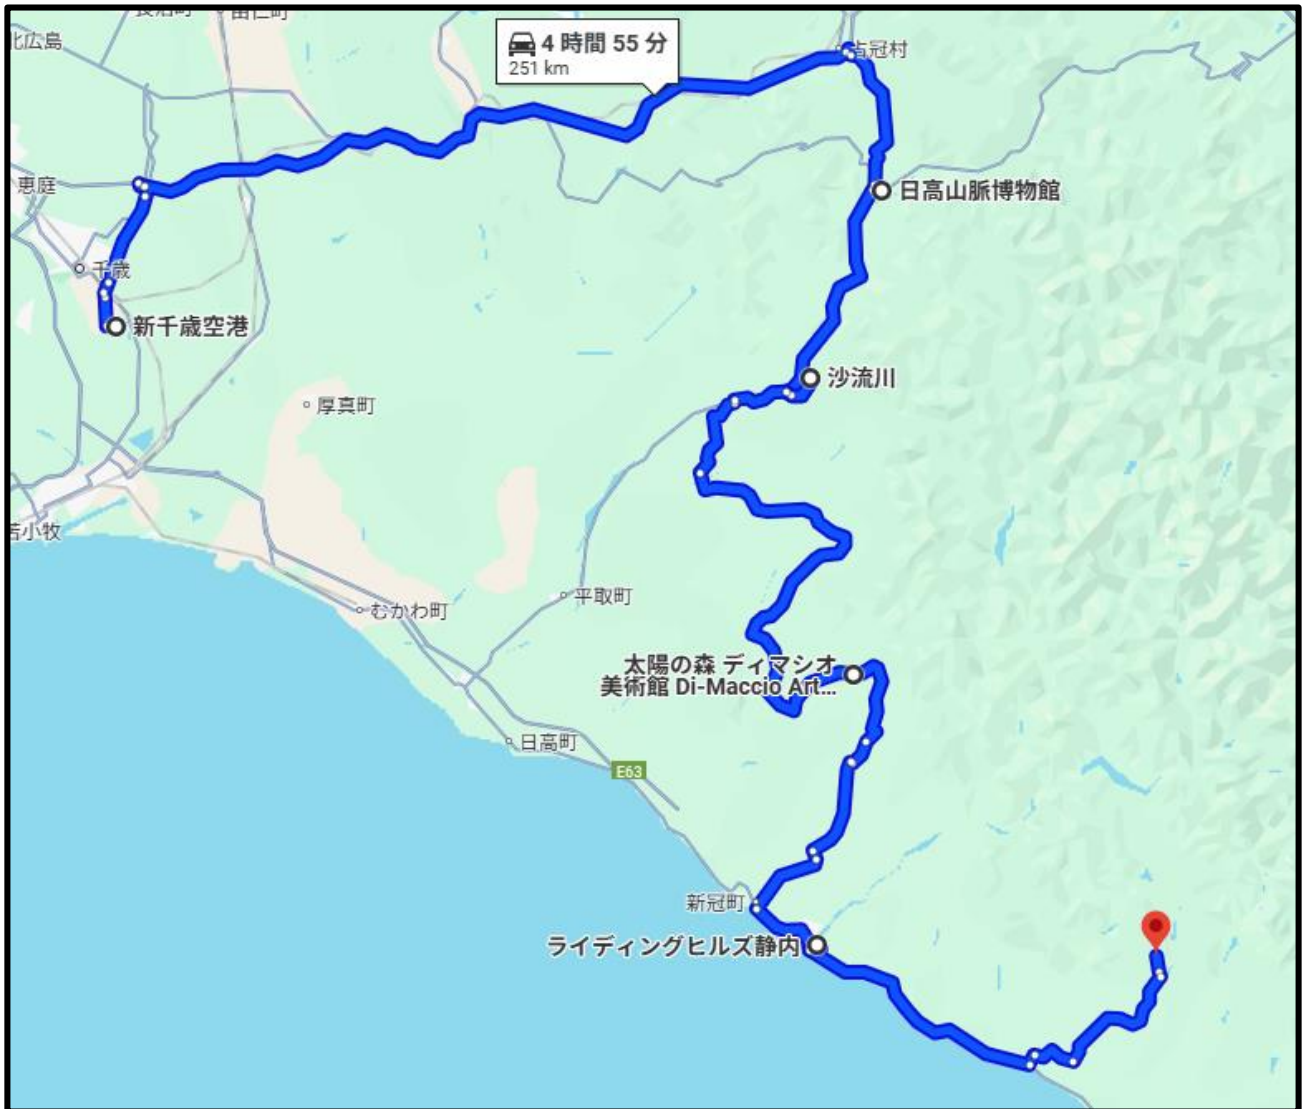 由仁町
北広島
4 時間 55 分
251 km
占冠村
恵庭
日高山脈博物館
千歳
新千歳空港
沙流川
厚真町
苫小牧
平取町
むかわ町
太陽の森 ディマシオ
美術館 Di-Maccio Art...
日高町
E63
新冠町
ライディングヒルズ静内